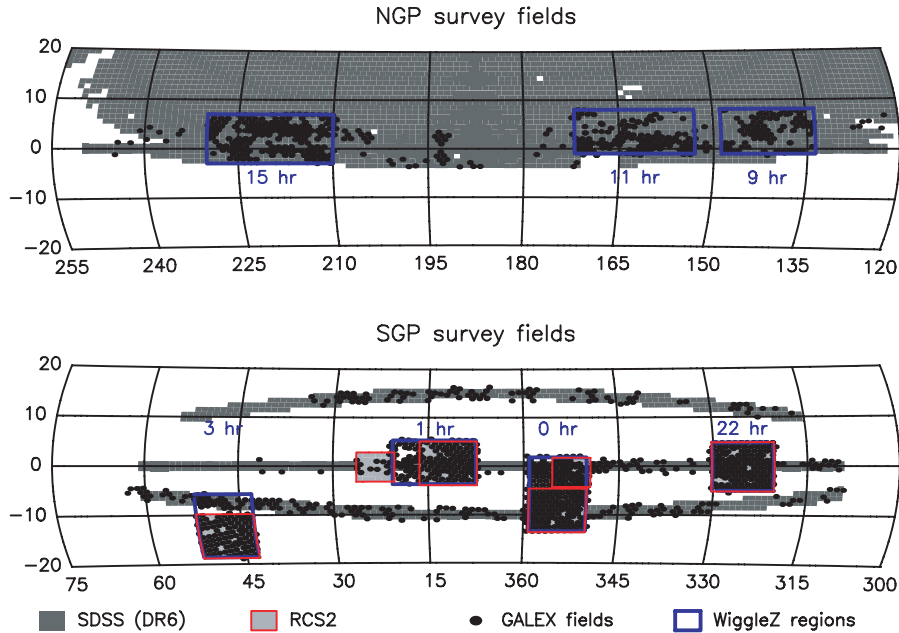 NGP survey fields
20
10
0
−10
−20
15 hr
11 hr
9 hr
255 240 225 210 195 180 165 150 135 120
SGP survey fields
20
10
0
−10
−20
3 hr
1 hr
0 hr
22 hr
75 60 45 30 15 360 345 330 315 300
SDSS (DR6) RCS2 GALEX fields WiggleZ regions